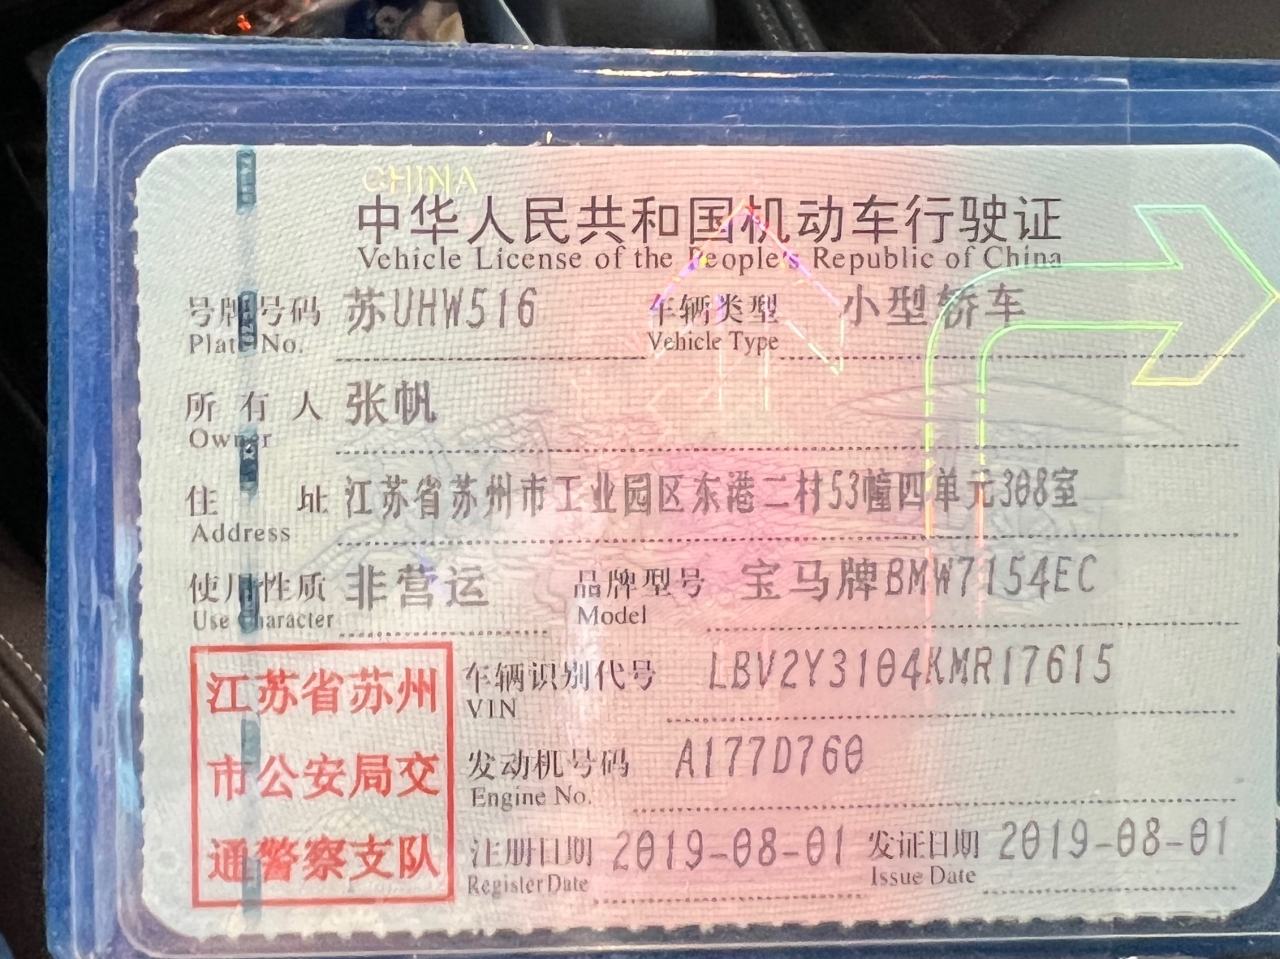 CHINA
中华人民共和国机动车行驶证
Vehicle License of the People's Republic of China
号牌号码 苏UHW516 车辆类型 小型轿车
Plate No. Vehicle Type
所有人 张帆
Owner
住址 江苏省苏州市工业园区东港二村53幢四单元308室
Address
使用性质 非营运 品牌型号 宝马牌BMW7154EC
Use Character Model
江苏省苏州
市公安局交
通警察支队
车辆识别代号 LBV2Y3104KMR17615
VIN
发动机号码 A177D760
Engine No.
注册日期 2019-08-01 发证日期 2019-08-01
Register Date Issue Date